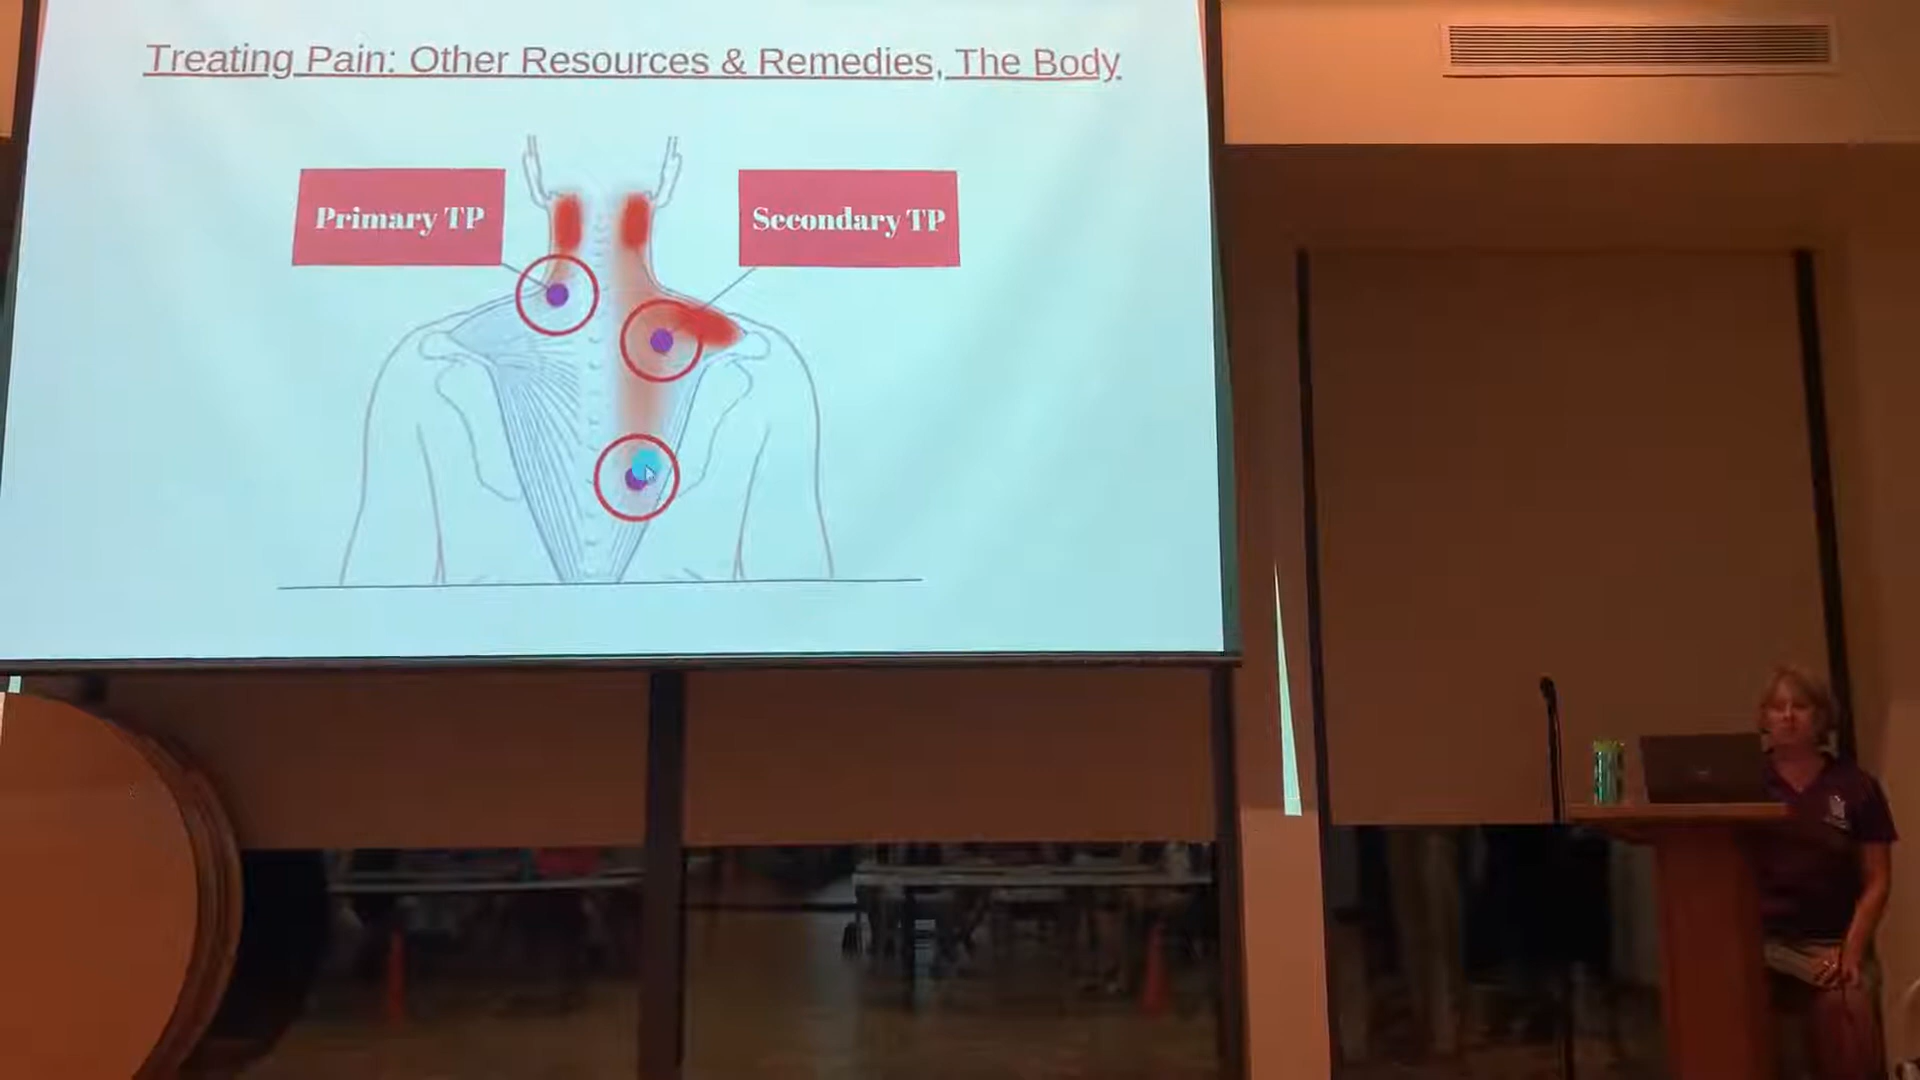 Treating Pain: Other Resources & Remedies, The Body
Primary TP
Secondary TP